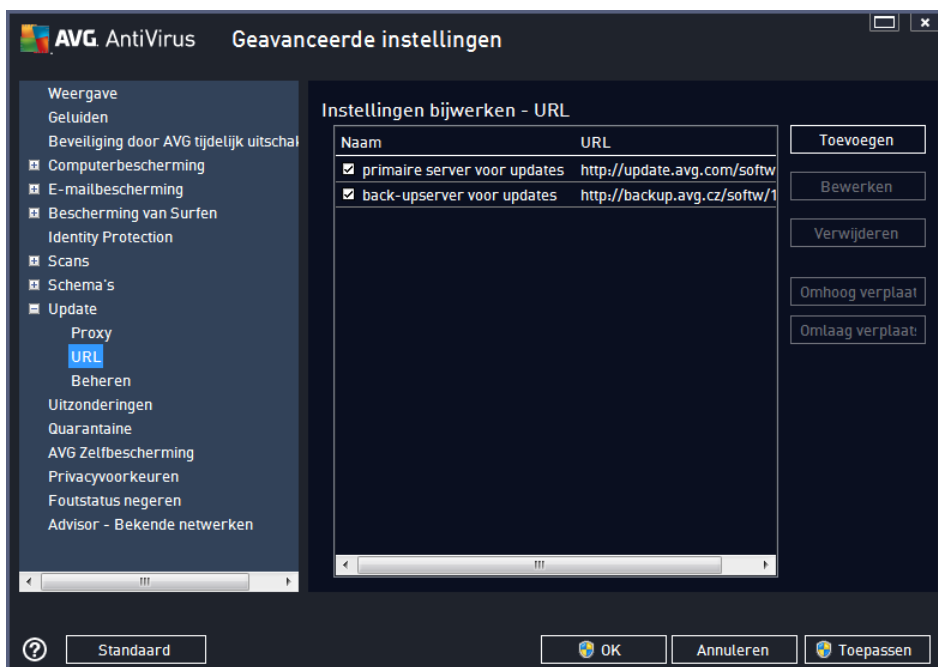 AVG AntiVirus Geavanceerde instellingen
Weergave
Geluiden
Beveiliging door AVG tijdelijk uitschak
Computerbescherming
E-mailbescherming
Bescherming van Surfen
Identity Protection
Scans
Schema's
Update
Proxy
URL
Beheren
Uitzonderingen
Quarantaine
AVG Zelfbescherming
Privacyvoorkeuren
Foutstatus negeren
Advisor - Bekende netwerken
Instellingen bijwerken - URL
Naam URL
primaire server voor updates http://update.avg.com/softw
back-upserver voor updates http://backup.avg.cz/softw/1
Toevoegen
Bewerken
Verwijderen
Omhoog verplaat
Omlaag verplaats
Standaard
OK
Annuleren
Toepassen